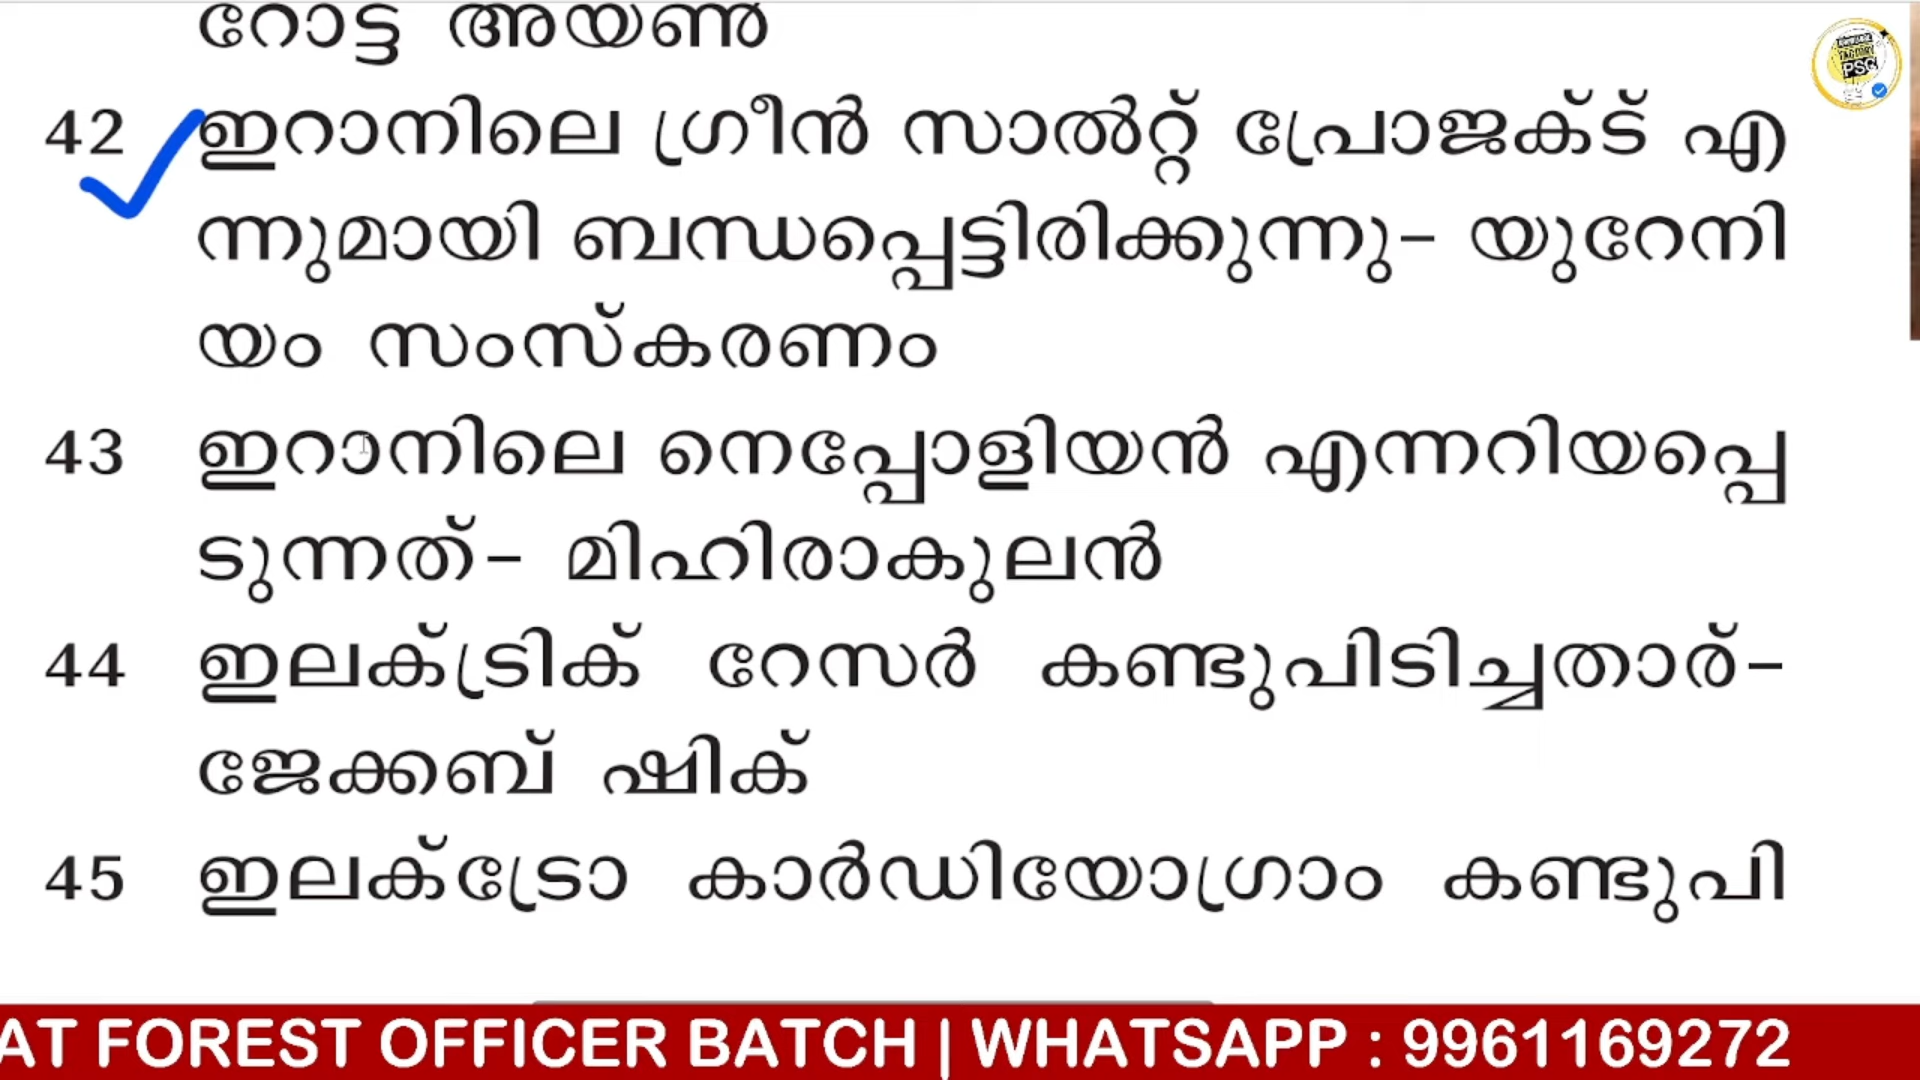 റോട്ട അയൺ
42 ഇറാനിലെ ഗ്രീൻ സാൽറ്റ് പ്രോജക്ട് എ
ന്നുമായി ബന്ധപ്പെട്ടിരിക്കുന്നു– യുറേനി
യം സംസ്കരണം
43 ഇറാനിലെ നെപ്പോളിയൻ എന്നറിയപ്പെ
ടുന്നത്– മിഹിരാകുലൻ
44 ഇലക്ട്രിക് റേസർ കണ്ടുപിടിച്ചതാര്–
ജേക്കബ് ഷിക്
45 ഇലക്ട്രോ കാർഡിയോഗ്രാം കണ്ടുപി
AT FOREST OFFICER BATCH | WHATSAPP : 9961169272
PSC